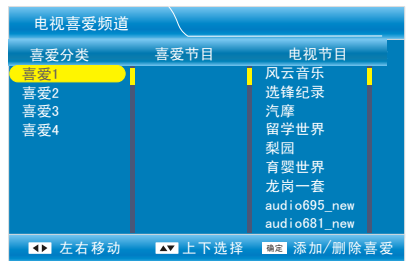 电视喜爱频道
喜爱分类 喜爱节目 电视节目
喜爱1
喜爱2
喜爱3
喜爱4
风云音乐
选锋纪录
汽摩
留学世界
梨园
育婴世界
龙岗一套
audio695_new
audio681_new
左右移动 上下选择 确定 添加/删除喜爱